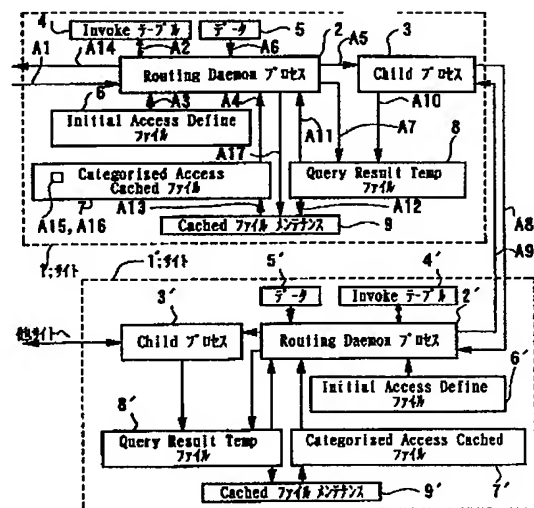 4
Invoke テーブル
データ
5
2
A5
3
A1
A14
A2
A6
Routing Daemon プロセス
Child プロセス
6
A3
A4
A10
Initial Access Define
ファイル
A11
A7
8
A17
Categorised Access
Cached ファイル
Query Result Temp
ファイル
A13
A12
A15, A16
Cached ファイル メンテナンス
9
A8
A9
1;サイト
1';サイト
5'
4'
3'
データ
Invoke テーブル
2'
他サイトへ
Child プロセス
Routing Daemon プロセス
8'
Initial Access Define
ファイル
6'
Query Result Temp
ファイル
Categorised Access Cached
ファイル
Cached ファイル メンテナンス
9'
7'